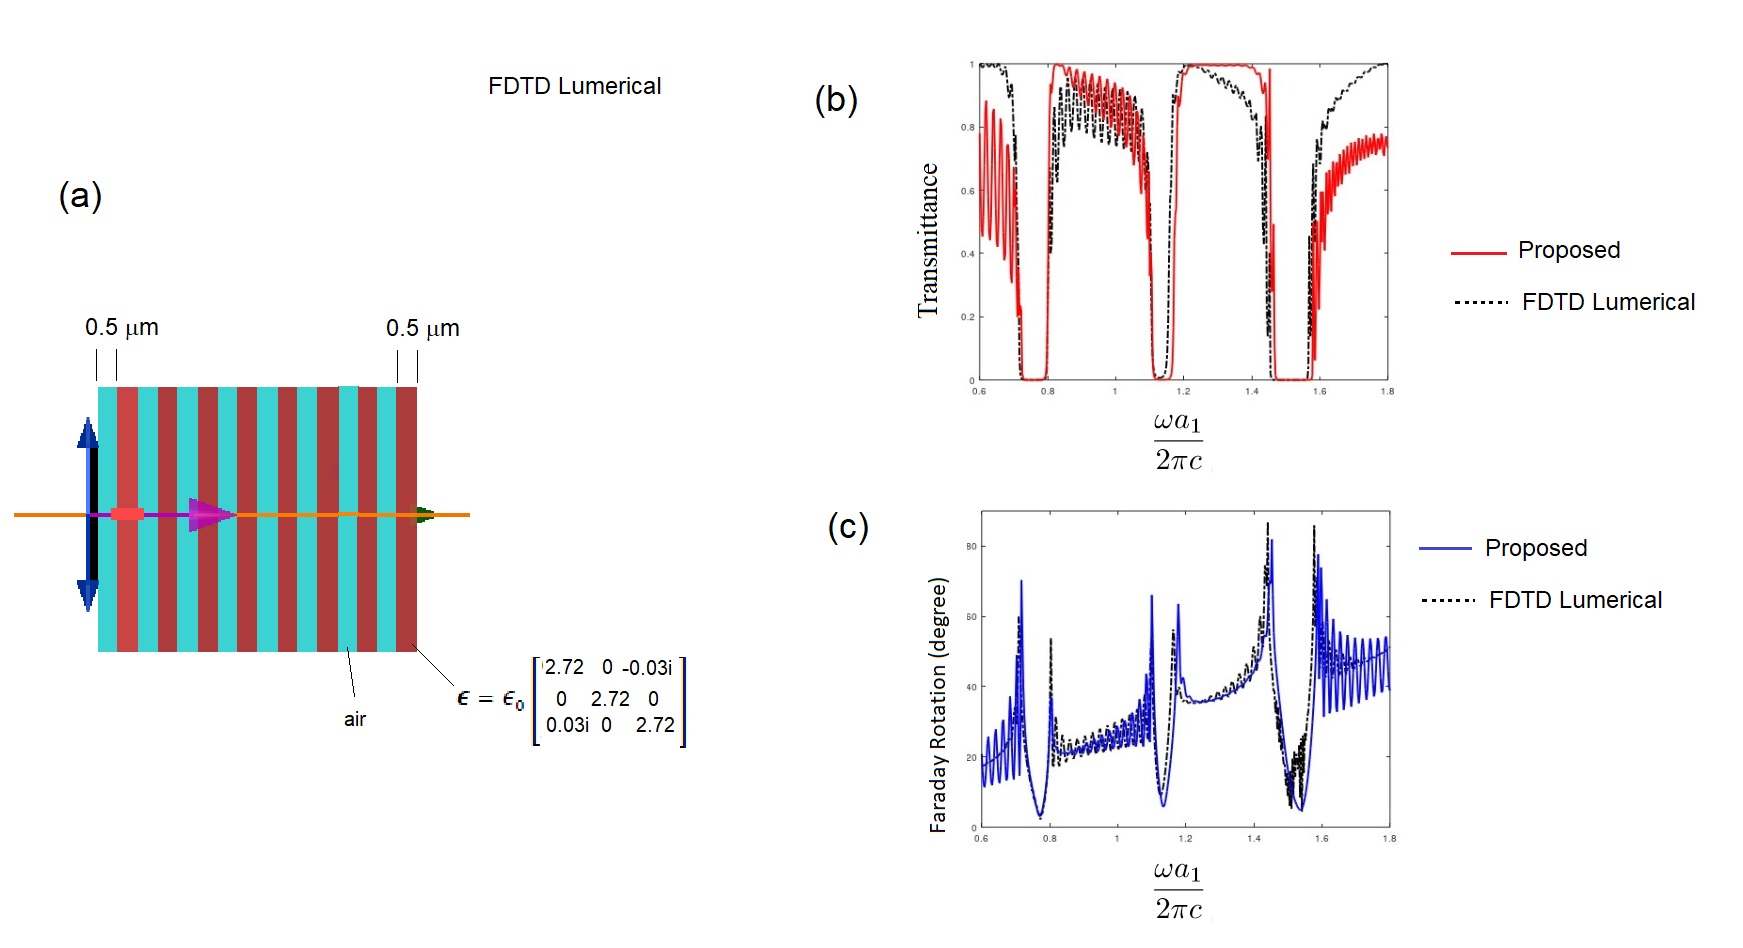 FDTD Lumerical
(a)
0.5 μm 0.5 μm
air
ϵ = ϵ0 [ 2.72 0 -0.03i
0 2.72 0
0.03i 0 2.72 ]
(b)
Transmittance
1
0.8
0.6
0.4
0.2
0
0.6 0.8 1 1.2 1.4 1.6 1.8
ωa1
2πc
Proposed
FDTD Lumerical
(c)
Faraday Rotation (degree)
80
60
40
20
0
0.6 0.8 1 1.2 1.4 1.6 1.8
ωa1
2πc
Proposed
FDTD Lumerical